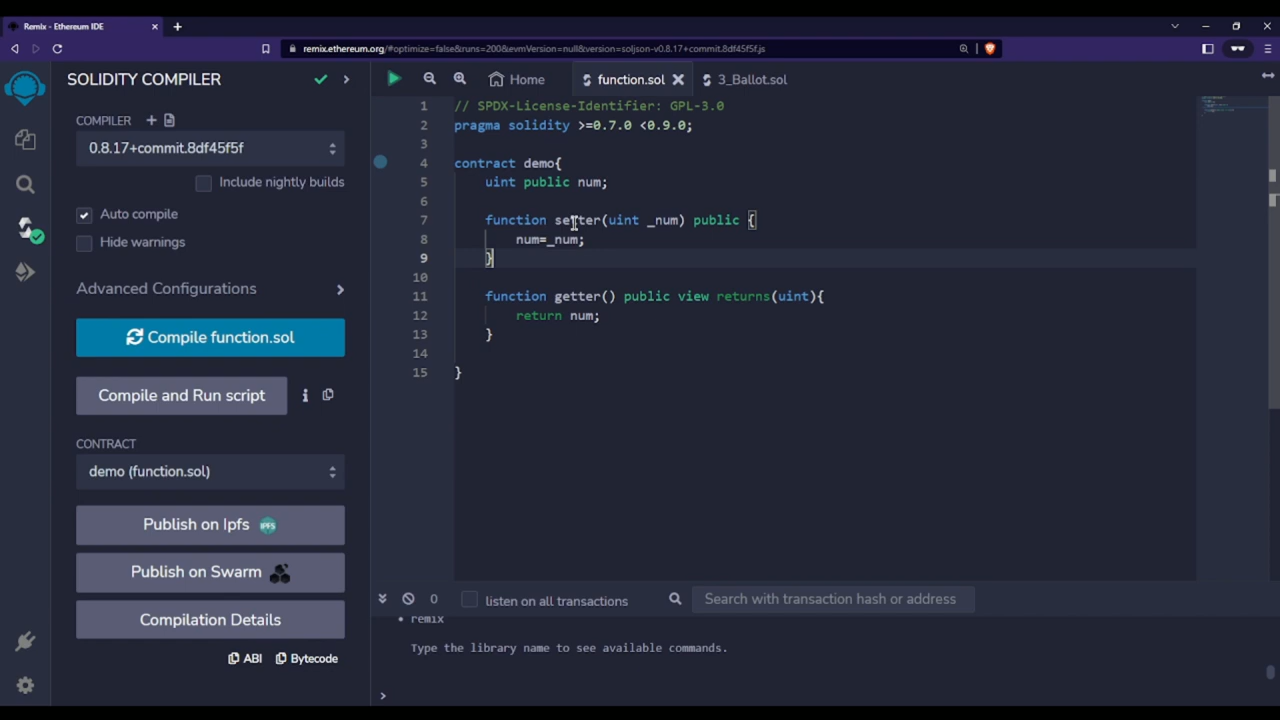 Remix - Ethereum IDE
remix.ethereum.org/#optimize=false&runs=200&evmVersion=null&version=soljson-v0.8.17+commit.8df45f5f.js
SOLIDITY COMPILER
Home
function.sol
3_Ballot.sol
COMPILER
0.8.17+commit.8df45f5f
Include nightly builds
Auto compile
Hide warnings
Advanced Configurations
Compile function.sol
Compile and Run script
CONTRACT
demo (function.sol)
Publish on Ipfs
IPFS
Publish on Swarm
Compilation Details
ABI
Bytecode
1 // SPDX-License-Identifier: GPL-3.0
2 pragma solidity >=0.7.0 <0.9.0;
3
4 contract demo{
5 uint public num;
6
7 function setter(uint _num) public {
8 num=_num;
9 }
10
11 function getter() public view returns(uint){
12 return num;
13 }
14
15 }
0
listen on all transactions
Search with transaction hash or address
• remix
Type the library name to see available commands.
>